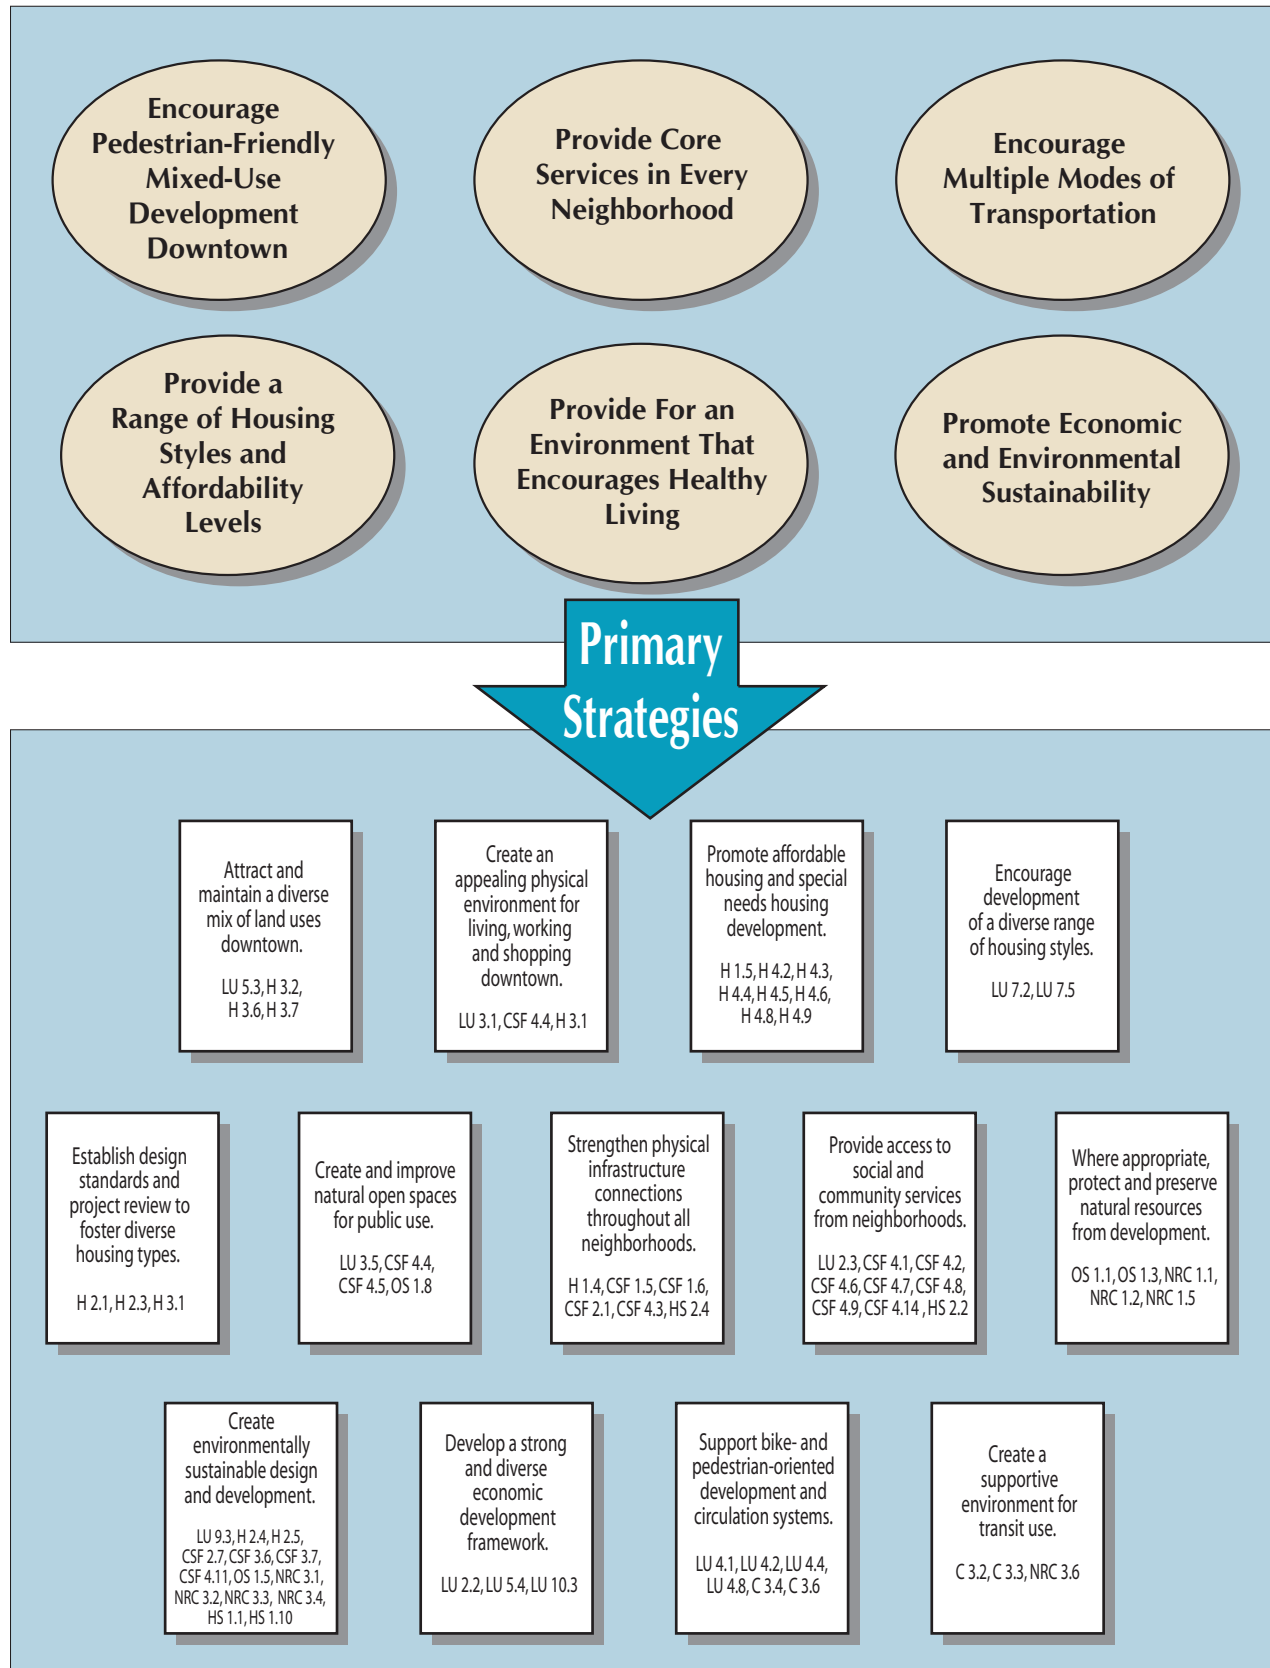 Encourage
Pedestrian-Friendly
Mixed-Use
Development
Downtown
Provide Core
Services in Every
Neighborhood
Encourage
Multiple Modes of
Transportation
Provide a
Range of Housing
Styles and
Affordability
Levels
Provide For an
Environment That
Encourages Healthy
Living
Promote Economic
and Environmental
Sustainability
Primary
Strategies
Attract and
maintain a diverse
mix of land uses
downtown.
LU 5.3, H 3.2,
H 3.6, H 3.7
Create an
appealing physical
environment for
living, working
and shopping
downtown.
LU 3.1, CSF 4.4, H 3.1
Promote affordable
housing and special
needs housing
development.
H 1.5, H 4.2, H 4.3,
H 4.4, H 4.5, H 4.6,
H 4.8, H 4.9
Encourage
development
of a diverse range
of housing styles.
LU 7.2, LU 7.5
Establish design
standards and
project review to
foster diverse
housing types.
H 2.1, H 2.3, H 3.1
Create and improve
natural open spaces
for public use.
LU 3.5, CSF 4.4,
CSF 4.5, OS 1.8
Strengthen physical
infrastructure
connections
throughout all
neighborhoods.
H 1.4, CSF 1.5, CSF 1.6,
CSF 2.1, CSF 4.3, HS 2.4
Provide access to
social and
community services
from neighborhoods.
LU 2.3, CSF 4.1, CSF 4.2,
CSF 4.6, CSF 4.7, CSF 4.8,
CSF 4.9, CSF 4.14 , HS 2.2
Where appropriate,
protect and preserve
natural resources
from development.
OS 1.1, OS 1.3, NRC 1.1,
NRC 1.2, NRC 1.5
Create
environmentally
sustainable design
and development.
LU 9.3, H 2.4, H 2.5,
CSF 2.7, CSF 3.6, CSF 3.7,
CSF 4.11, OS 1.5, NRC 3.1,
NRC 3.2, NRC 3.3, NRC 3.4,
HS 1.1, HS 1.10
Develop a strong
and diverse
economic
development
framework.
LU 2.2, LU 5.4, LU 10.3
Support bike- and
pedestrian-oriented
development and
circulation systems.
LU 4.1, LU 4.2, LU 4.4,
LU 4.8, C 3.4, C 3.6
Create a
supportive
environment for
transit use.
C 3.2, C 3.3, NRC 3.6